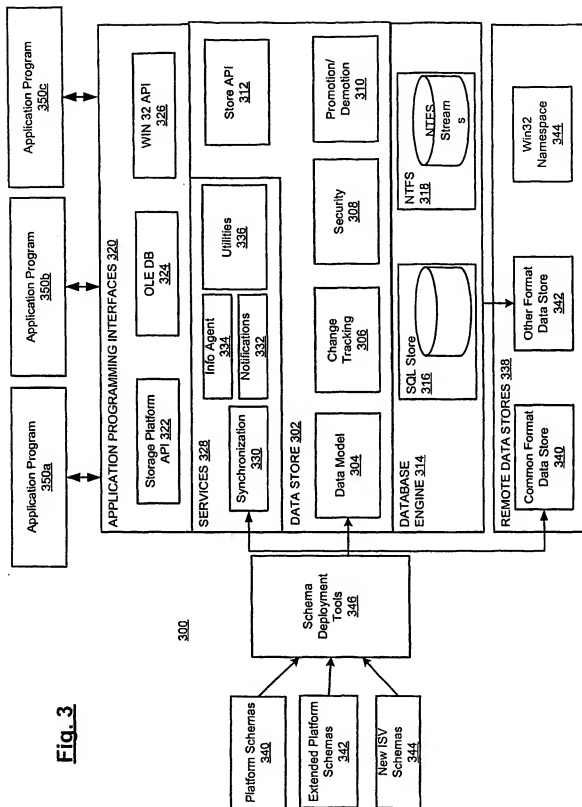 Application Program
350a
Application Program
350b
Application Program
350c
APPLICATION PROGRAMMING INTERFACES 320
Storage Platform
API 322
OLE DB
324
WIN 32 API
326
SERVICES 328
Synchronization
330
Info Agent
334
Notifications
332
Utilities
336
Store API
312
DATA STORE 302
Data Model
304
Change
Tracking
306
Security
308
Promotion/
Demotion
310
DATABASE
ENGINE 314
SQL Store
316
NTFS
318
NTFS
Stream
s
REMOTE DATA STORES 338
Common Format
Data Store
340
Other Format
Data Store
342
Win32
Namespace
344
300
Schema
Deployment
Tools
346
Platform Schemas
340
Extended Platform
Schemas
342
New ISV
Schemas
344
Fig. 3